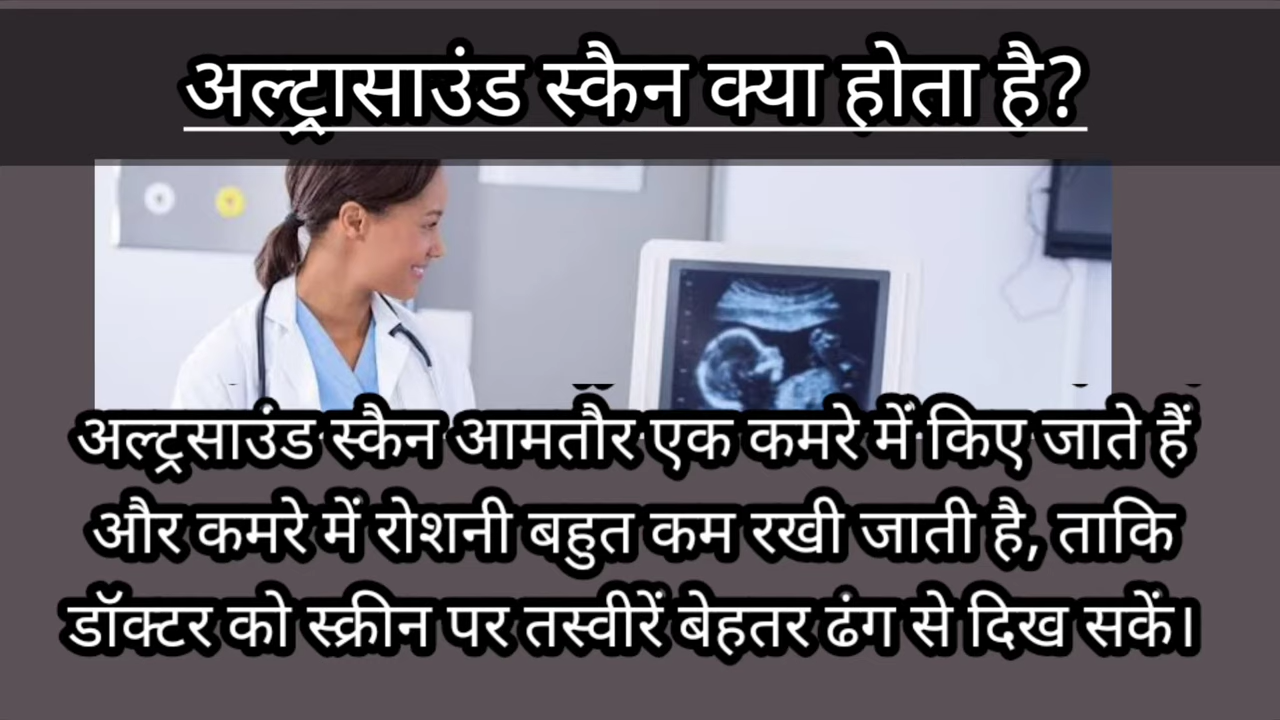 अल्ट्रासाउंड स्कैन क्या होता है?
अल्ट्रसाउंड स्कैन आमतौर एक कमरे में किए जाते हैं
और कमरे में रोशनी बहुत कम रखी जाती है, ताकि
डॉक्टर को स्क्रीन पर तस्वीरें बेहतर ढंग से दिख सकें।